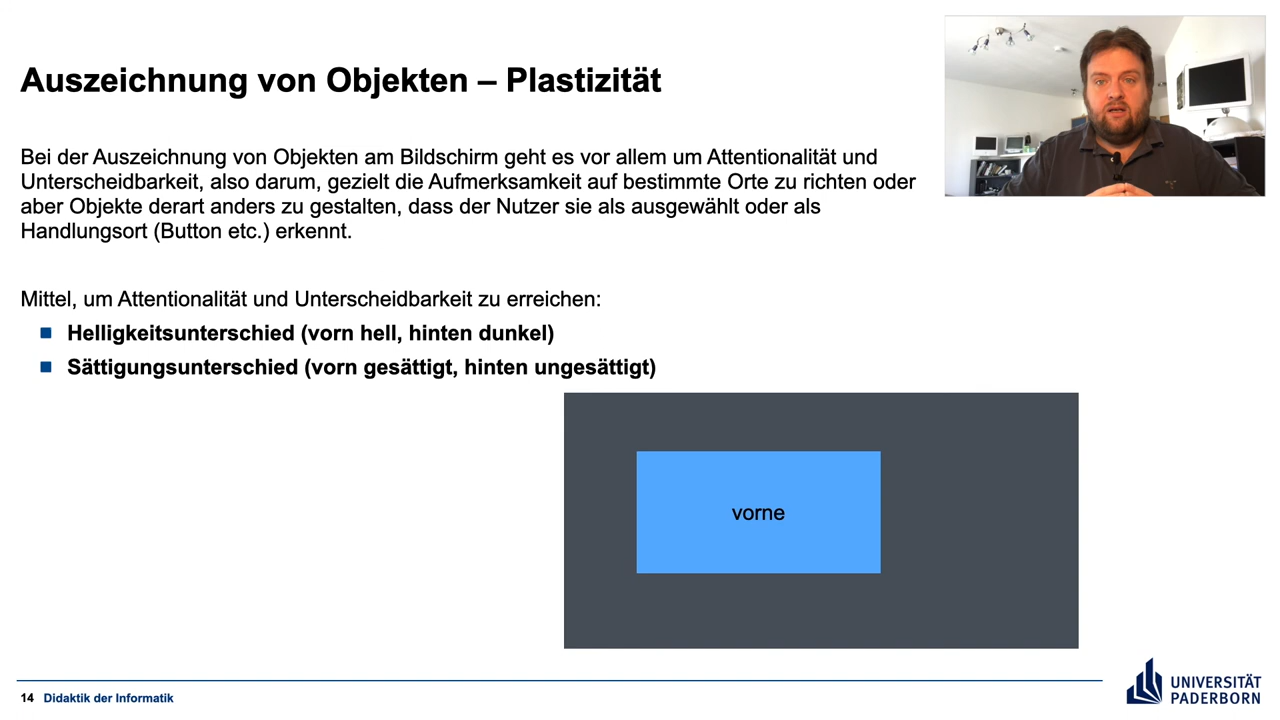 Auszeichnung von Objekten – Plastizität
Bei der Auszeichnung von Objekten am Bildschirm geht es vor allem um Attentionalität und
Unterscheidbarkeit, also darum, gezielt die Aufmerksamkeit auf bestimmte Orte zu richten oder
aber Objekte derart anders zu gestalten, dass der Nutzer sie als ausgewählt oder als
Handlungsort (Button etc.) erkennt.
Mittel, um Attentionalität und Unterscheidbarkeit zu erreichen:
Helligkeitsunterschied (vorn hell, hinten dunkel)
Sättigungsunterschied (vorn gesättigt, hinten ungesättigt)
vorne
14 Didaktik der Informatik
UNIVERSITÄT
PADERBORN